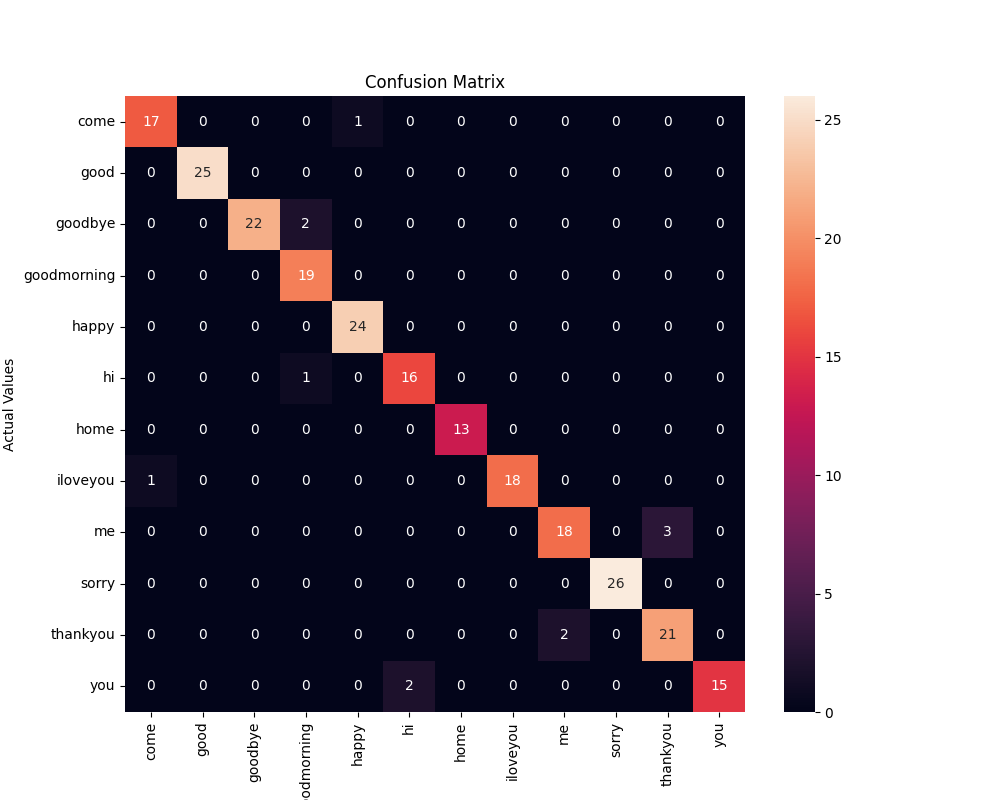 Confusion Matrix
come 17 0 0 0 1 0 0 0 0 0 0 0
good 0 25 0 0 0 0 0 0 0 0 0 0
goodbye 0 0 22 2 0 0 0 0 0 0 0 0
goodmorning 0 0 0 19 0 0 0 0 0 0 0 0
happy 0 0 0 0 24 0 0 0 0 0 0 0
hi 0 0 0 1 0 16 0 0 0 0 0 0
home 0 0 0 0 0 0 13 0 0 0 0 0
iloveyou 1 0 0 0 0 0 0 18 0 0 0 0
me 0 0 0 0 0 0 0 0 18 0 3 0
sorry 0 0 0 0 0 0 0 0 0 26 0 0
thankyou 0 0 0 0 0 0 0 0 2 0 21 0
you 0 0 0 0 0 2 0 0 0 0 0 15
Actual Values
come good goodbye oodmorning happy hi home iloveyou me sorry thankyou you
25
20
15
10
5
0